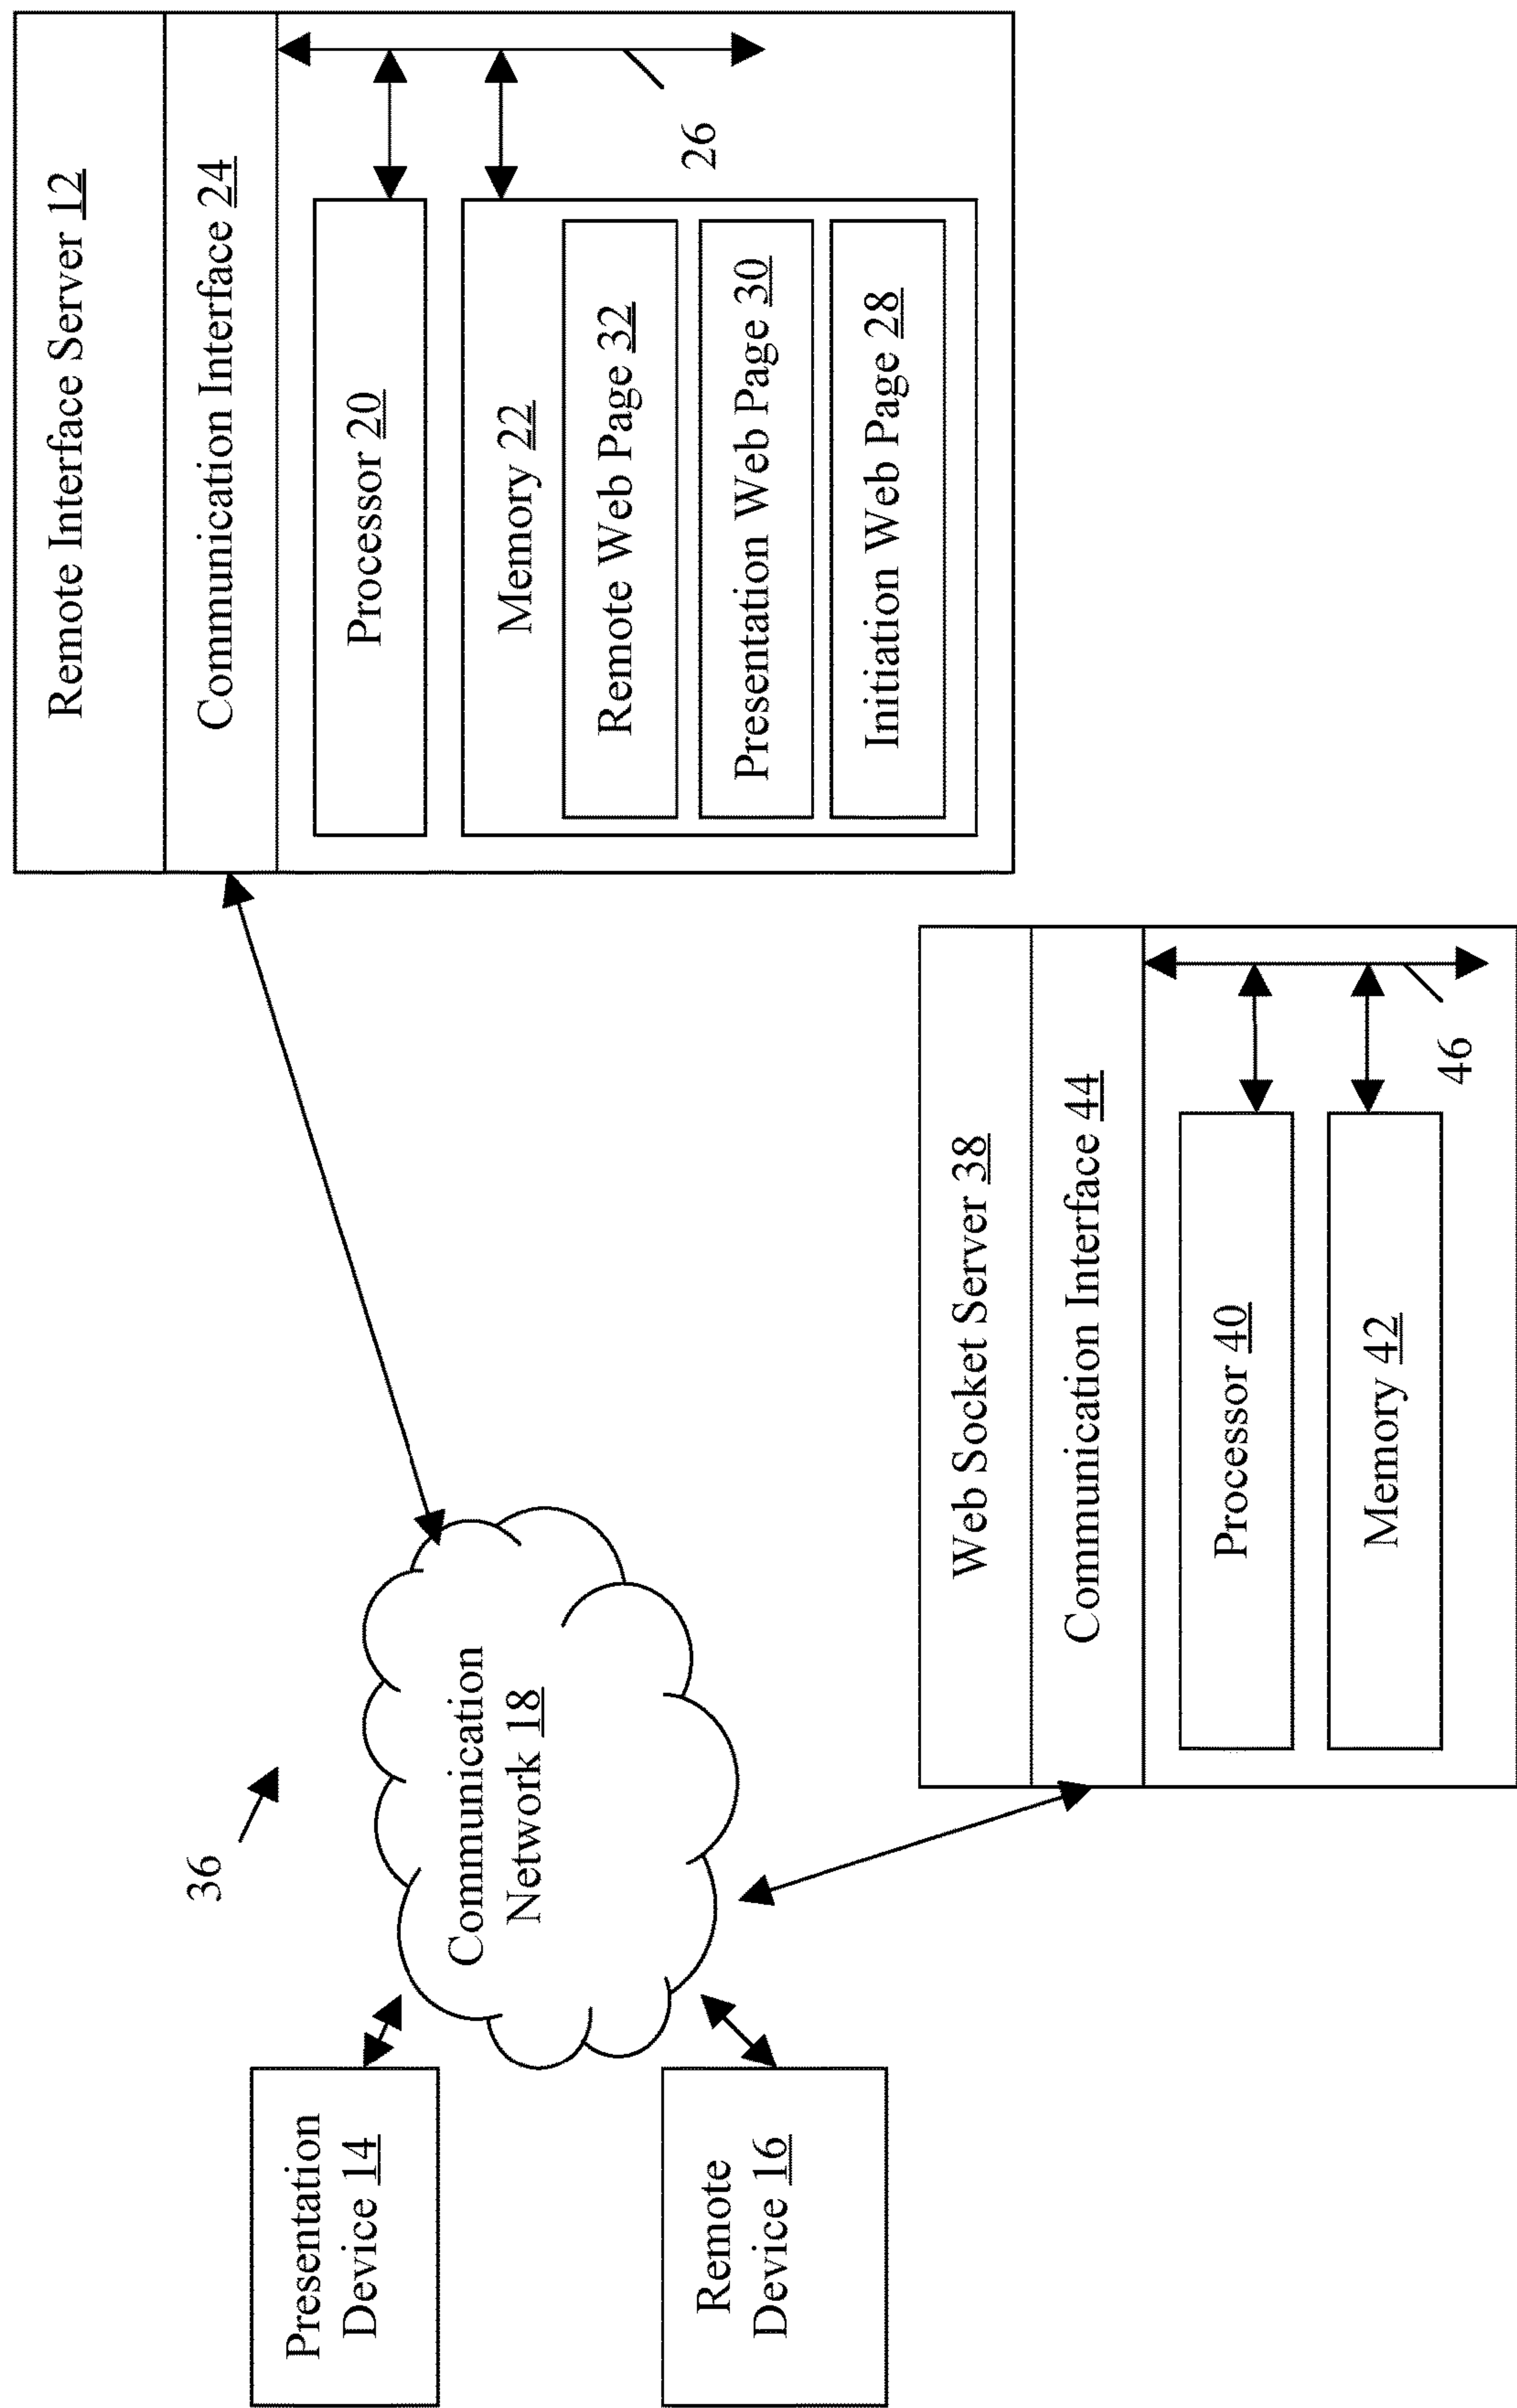 36
Presentation
Device 14
Remote
Device 16
Communication
Network 18
Remote Interface Server 12
Communication Interface 24
Processor 20
Memory 22
Remote Web Page 32
Presentation Web Page 30
Initiation Web Page 28
26
Web Socket Server 38
Communication Interface 44
Processor 40
Memory 42
46